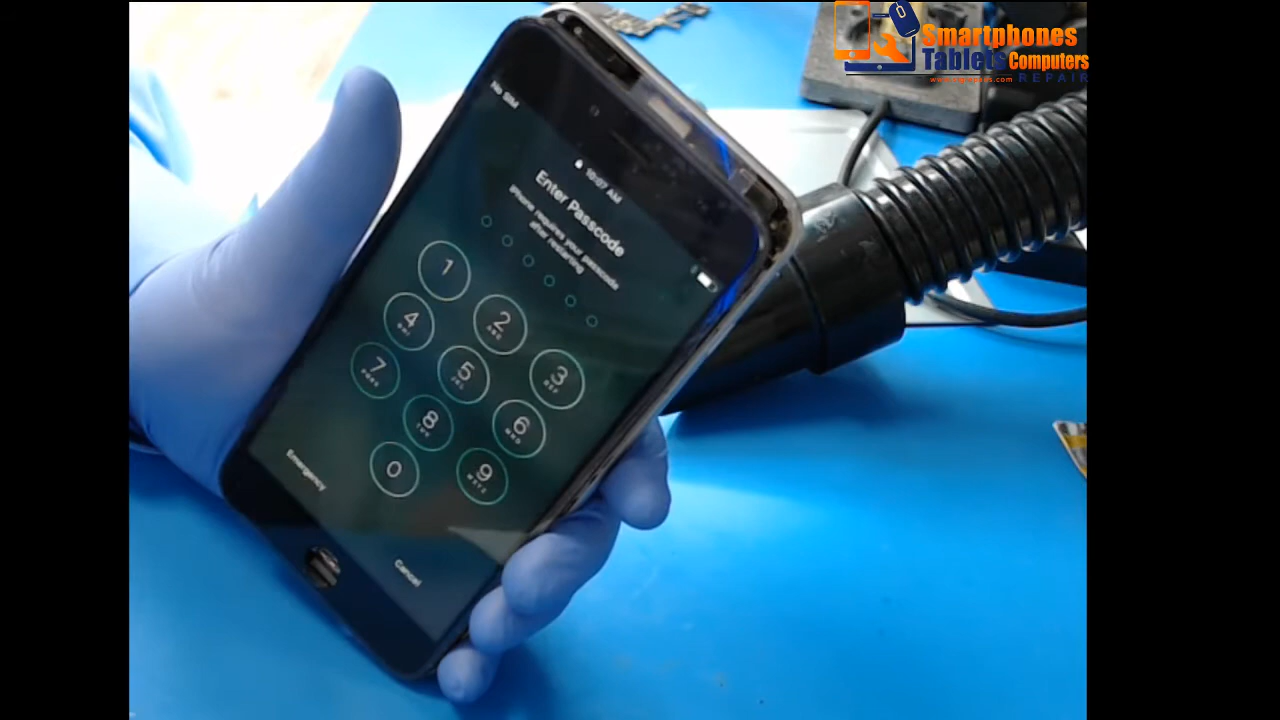 Smartphones
Tablets Computers
REPAIR
No SIM
10:07 AM
Enter Passcode
iPhone requires your passcode
after restarting
1
2
ABC
3
DEF
4
GHI
5
JKL
6
MNO
7
PQRS
8
TUV
9
WXYZ
0
Emergency
Cancel